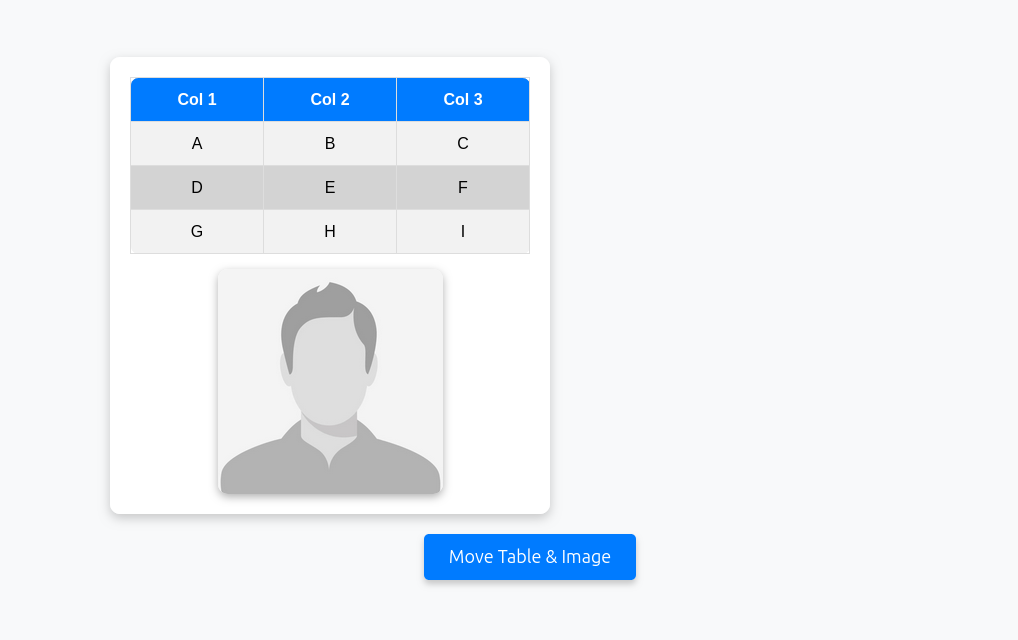 Col 1 Col 2 Col 3
A B C
D E F
G H I
Move Table & Image